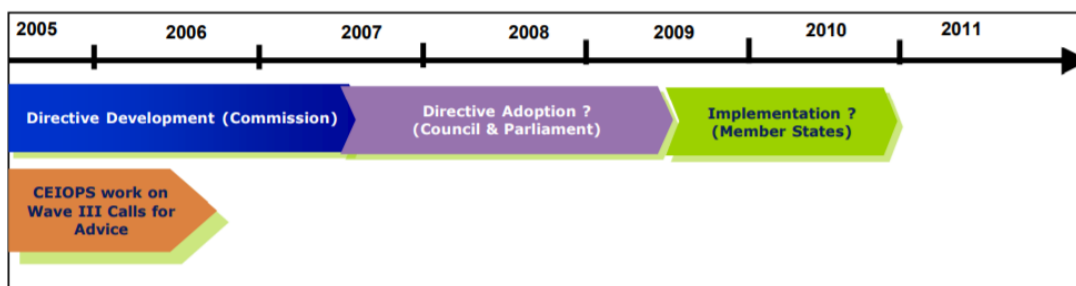 2005 2006 2007 2008 2009 2010 2011
Directive Development (Commission)
Directive Adoption ?
(Council & Parliament)
Implementation ?
(Member States)
CEIOPS work on
Wave III Calls for
Advice